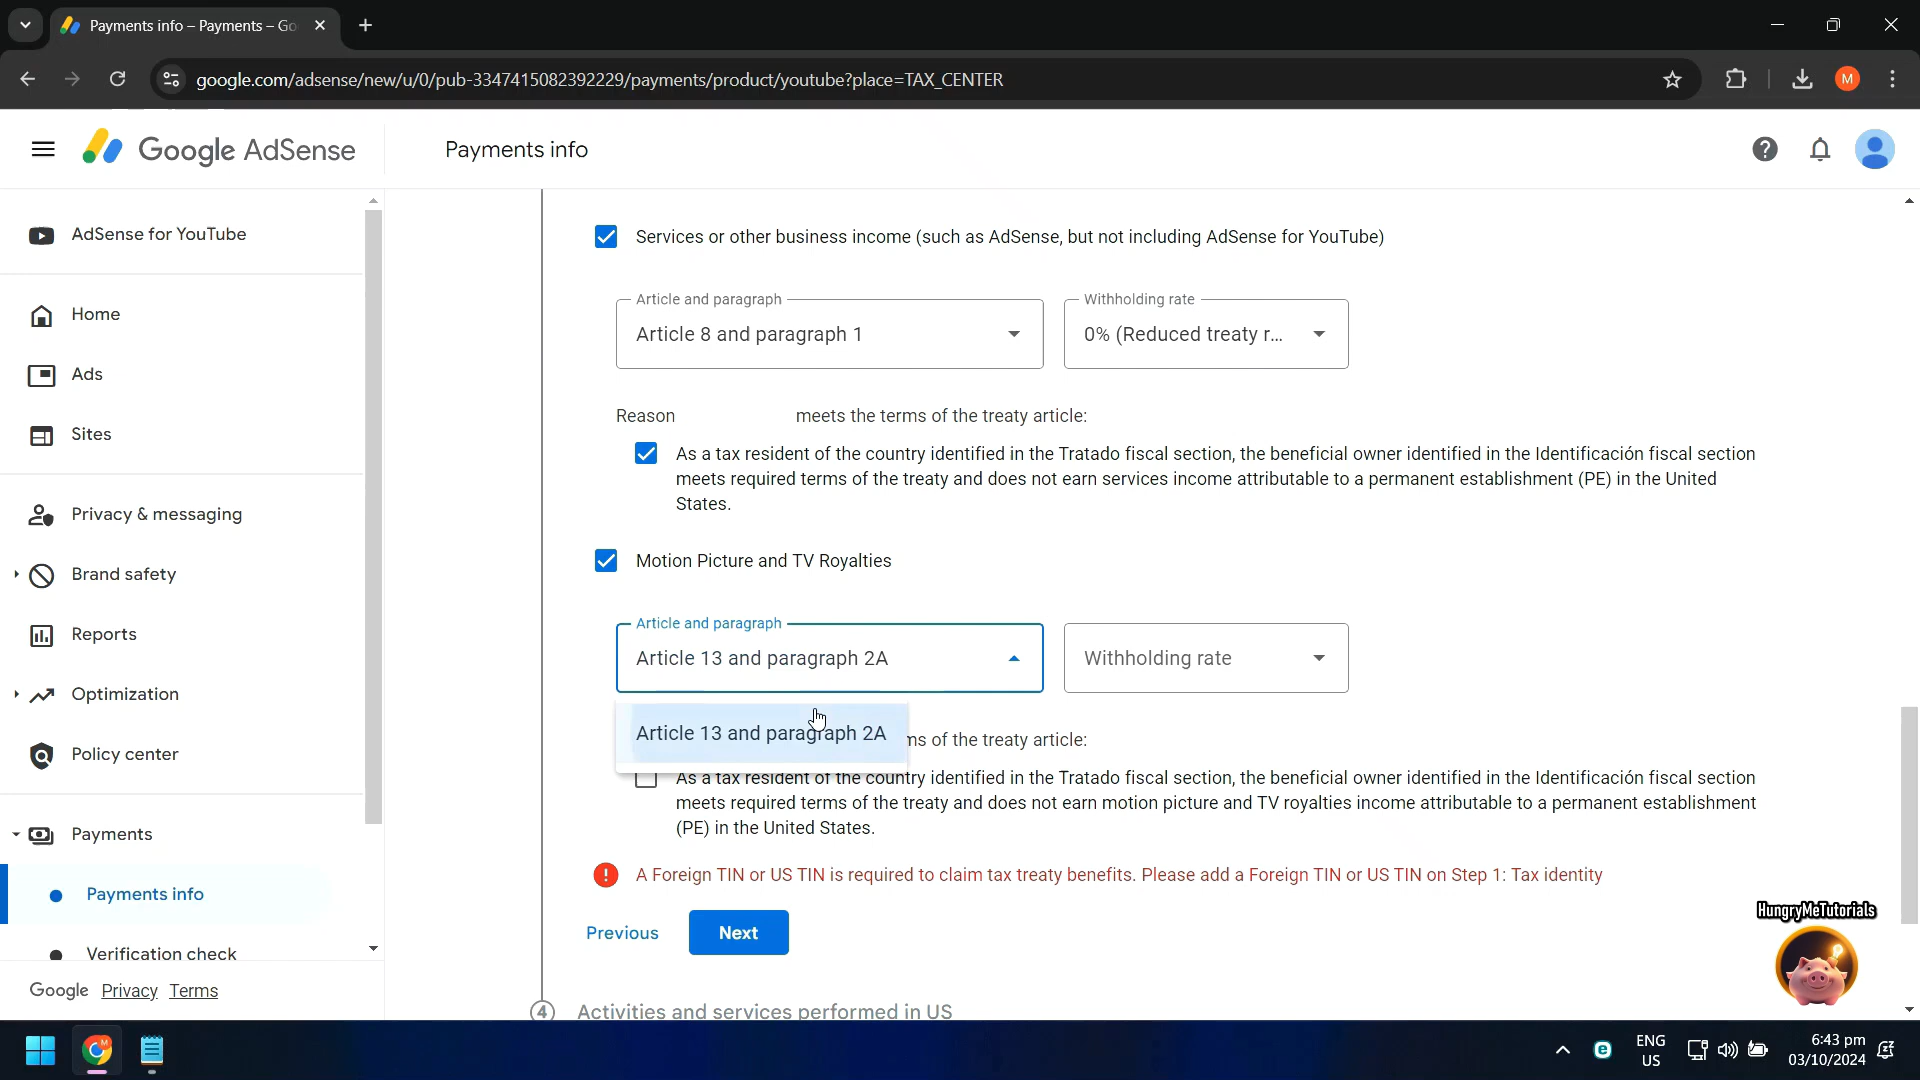 Payments info – Payments – Go
google.com/adsense/new/u/0/pub-3347415082392229/payments/product/youtube?place=TAX_CENTER
M
Google AdSense
Payments info
AdSense for YouTube
Home
Ads
Sites
Privacy & messaging
Brand safety
Reports
Optimization
Policy center
Payments
Payments info
Verification check
Google Privacy Terms
Services or other business income (such as AdSense, but not including AdSense for YouTube)
Article and paragraph
Article 8 and paragraph 1
Withholding rate
0% (Reduced treaty r...
Reason meets the terms of the treaty article:
As a tax resident of the country identified in the Tratado fiscal section, the beneficial owner identified in the Identificación fiscal section
meets required terms of the treaty and does not earn services income attributable to a permanent establishment (PE) in the United
States.
Motion Picture and TV Royalties
Article and paragraph
Article 13 and paragraph 2A
Withholding rate
Article 13 and paragraph 2A
ms of the treaty article:
As a tax resident of the country identified in the Tratado fiscal section, the beneficial owner identified in the Identificación fiscal section
meets required terms of the treaty and does not earn motion picture and TV royalties income attributable to a permanent establishment
(PE) in the United States.
A Foreign TIN or US TIN is required to claim tax treaty benefits. Please add a Foreign TIN or US TIN on Step 1: Tax identity
Previous
Next
4 Activities and services performed in US
HungryMeTutorials
ENG
US
6:43 pm
03/10/2024